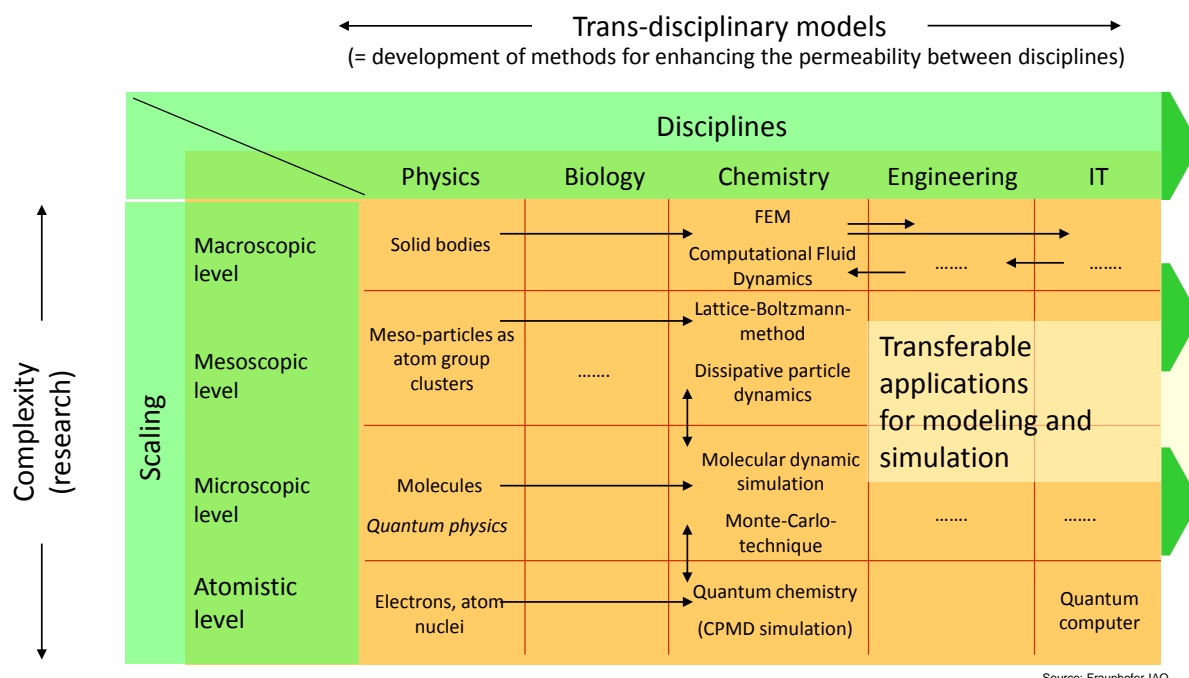 Trans-disciplinary models
(= development of methods for enhancing the permeability between disciplines)
Disciplines
Physics
Biology
Chemistry
Engineering
IT
Complexity
(research)
Scaling
Macroscopic
level
Solid bodies
FEM
Computational Fluid
Dynamics
.......
.......
Mesoscopic
level
Meso-particles as
atom group
clusters
.......
Lattice-Boltzmann-
method
Dissipative particle
dynamics
Transferable
applications
for modeling and
simulation
Microscopic
level
Molecules
Quantum physics
Molecular dynamic
simulation
Monte-Carlo-
technique
.......
.......
Atomistic
level
Electrons, atom
nuclei
Quantum chemistry
(CPMD simulation)
Quantum
computer
Source: Fraunhofer IAO